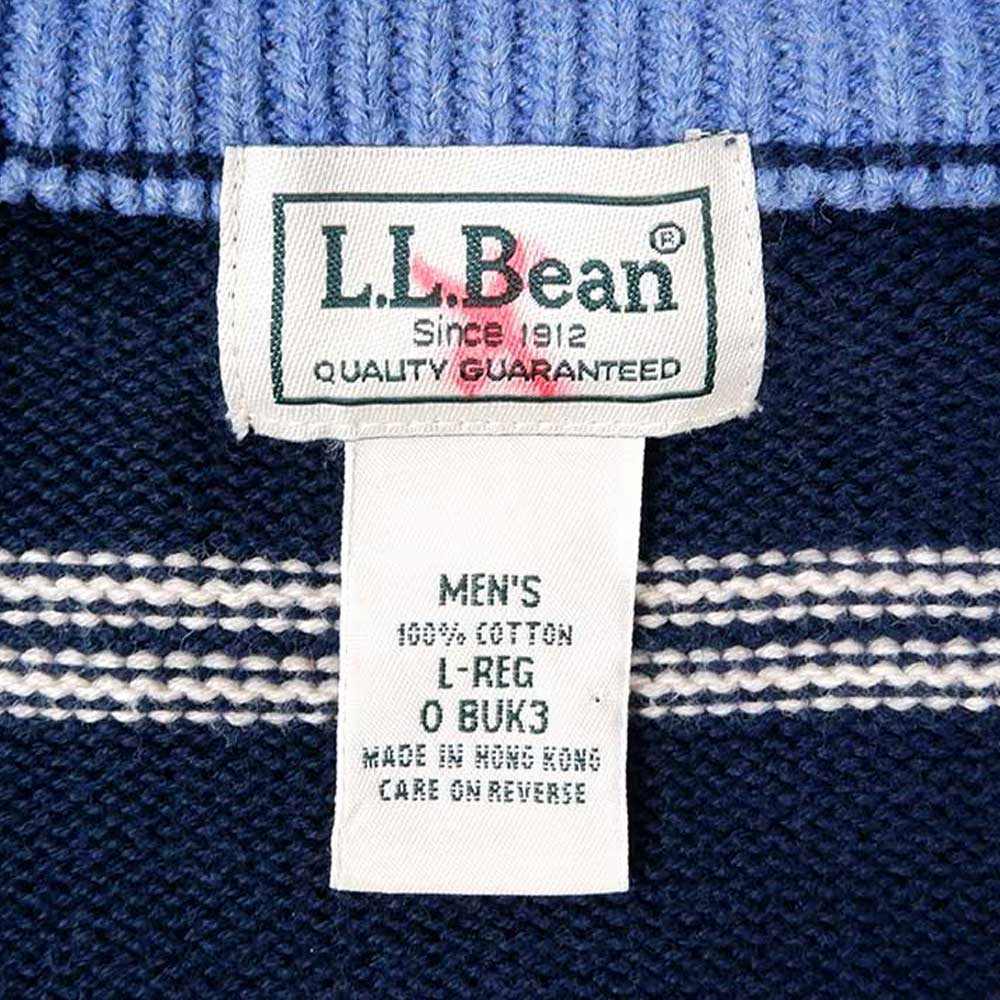 L.L.Bean®
Since 1912
QUALITY GUARANTEED
MEN'S
100% COTTON
L-REG
0 BUK3
MADE IN HONG KONG
CARE ON REVERSE